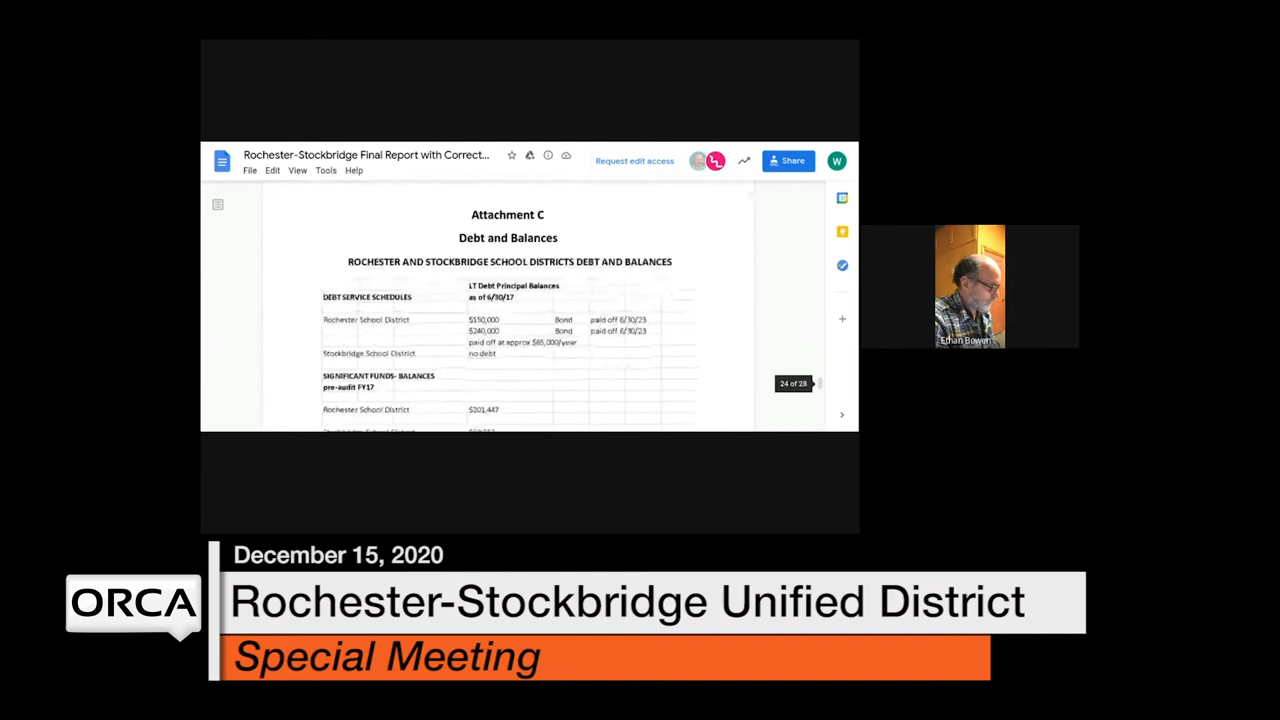 Rochester-Stockbridge Final Report with Correct...
Request edit access
Share
W
File Edit View Tools Help
Attachment C
Debt and Balances
ROCHESTER AND STOCKBRIDGE SCHOOL DISTRICTS DEBT AND BALANCES
LT Debt Principal Balances
DEBT SERVICE SCHEDULES as of 6/30/17
Rochester School District $150,000 Bond paid off 6/30/23
$240,000 Bond paid off 6/30/23
paid off at approx $65,000/year
Stockbridge School District no debt
SIGNIFICANT FUNDS- BALANCES
pre-audit FY17
24 of 28
Rochester School District $201,447
Ethan Bowen
December 15, 2020
ORCA
Rochester-Stockbridge Unified District
Special Meeting